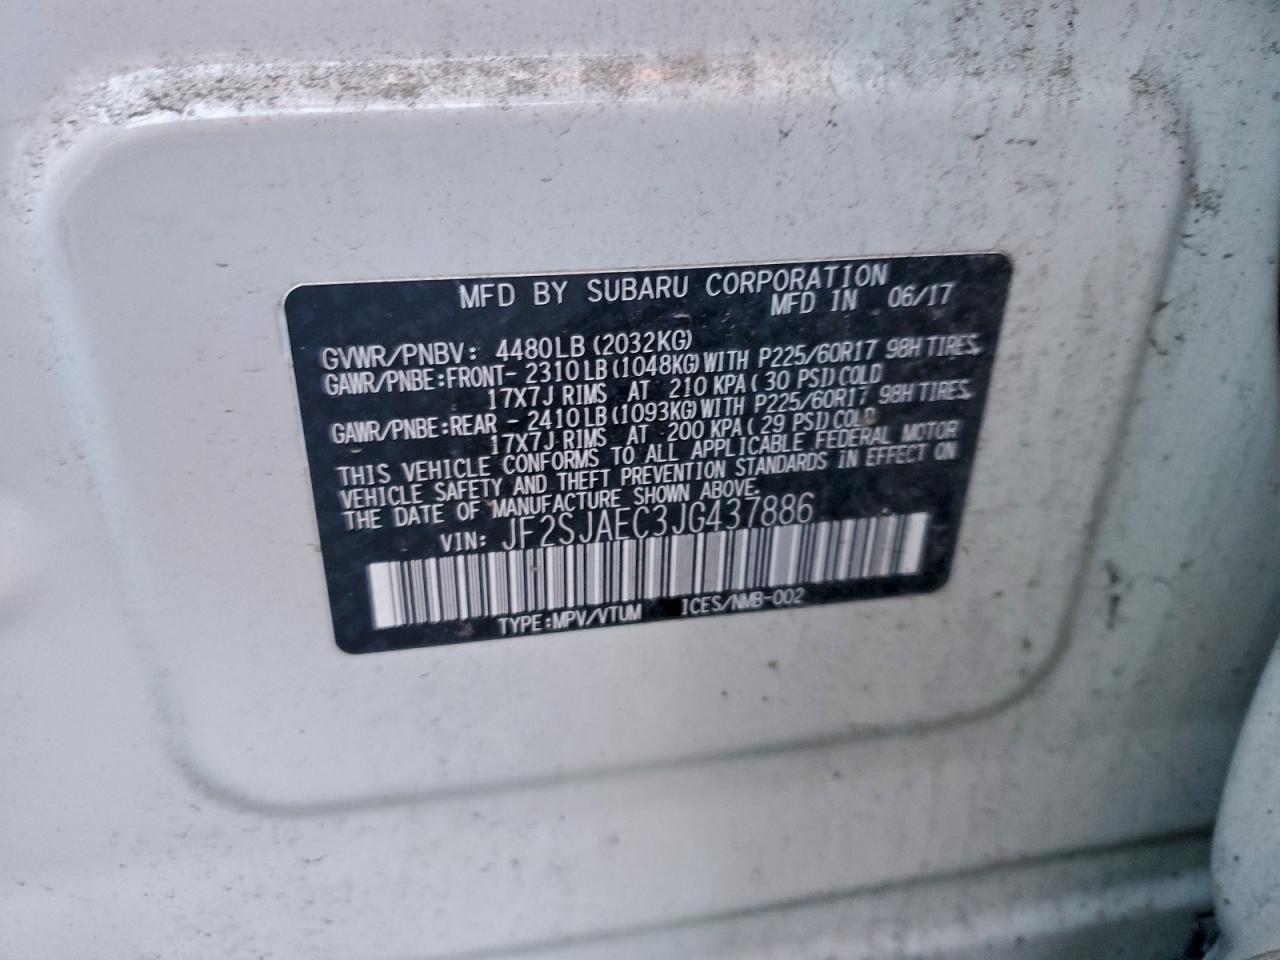 MFD BY SUBARU CORPORATION
MFD IN 06/17
GVWR/PNBV: 4480LB (2032KG)
GAWR/PNBE:FRONT- 2310LB (1048KG) WITH P225/60R17 98H TIRES,
17X7J RIMS AT 210 KPA ( 30 PSI) COLD
GAWR/PNBE:REAR - 2410LB (1093KG) WITH P225/60R17 98H TIRES,
17X7J RIMS AT 200 KPA ( 29 PSI) COLD
THIS VEHICLE CONFORMS TO ALL APPLICABLE FEDERAL MOTOR
VEHICLE SAFETY AND THEFT PREVENTION STANDARDS IN EFFECT ON
THE DATE OF MANUFACTURE SHOWN ABOVE.
VIN: JF2SJAEC3JG437886
TYPE:MPV/VTUM ICES/NMB-002